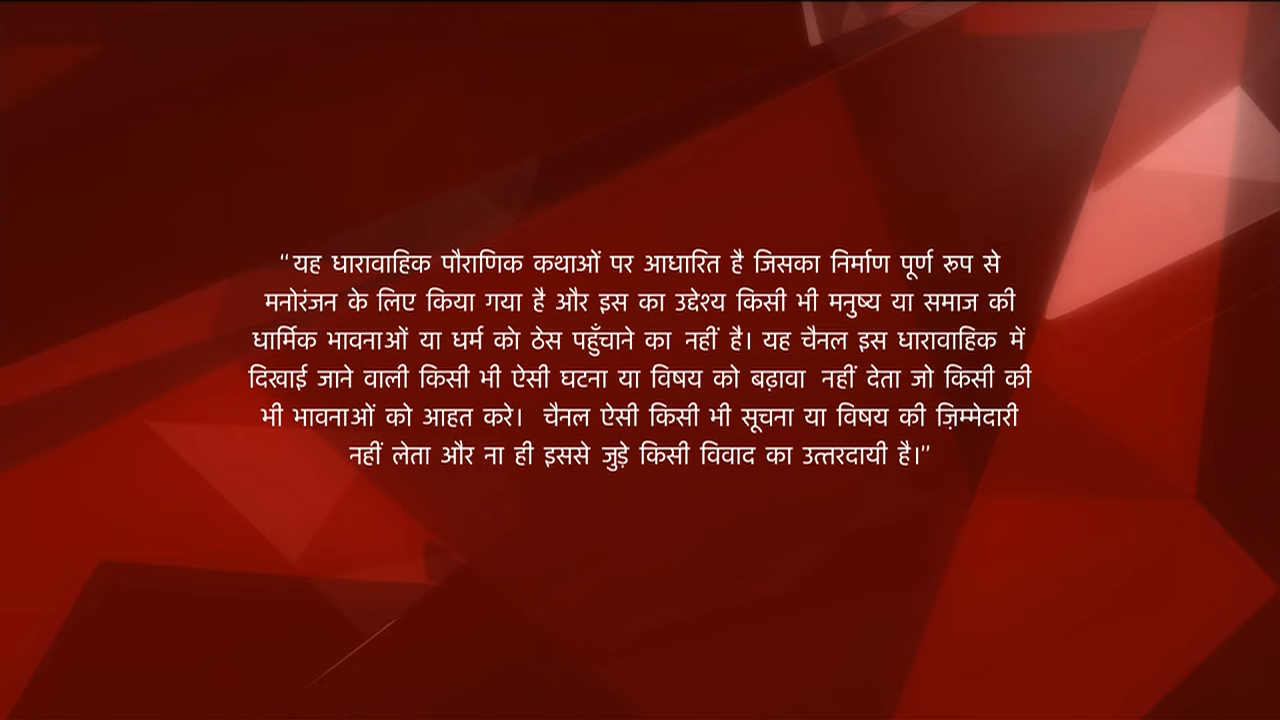 “यह धारावाहिक पौराणिक कथाओं पर आधारित है जिसका निर्माण पूर्ण रूप से
मनोरंजन के लिए किया गया है और इस का उद्देश्य किसी भी मनुष्य या समाज की
धार्मिक भावनाओं या धर्म को ठेस पहुँचाने का नहीं है। यह चैनल इस धारावाहिक में
दिखाई जाने वाली किसी भी ऐसी घटना या विषय को बढ़ावा नहीं देता जो किसी की
भी भावनाओं को आहत करे। चैनल ऐसी किसी भी सूचना या विषय की ज़िम्मेदारी
नहीं लेता और ना ही इससे जुड़े किसी विवाद का उत्तरदायी है।”